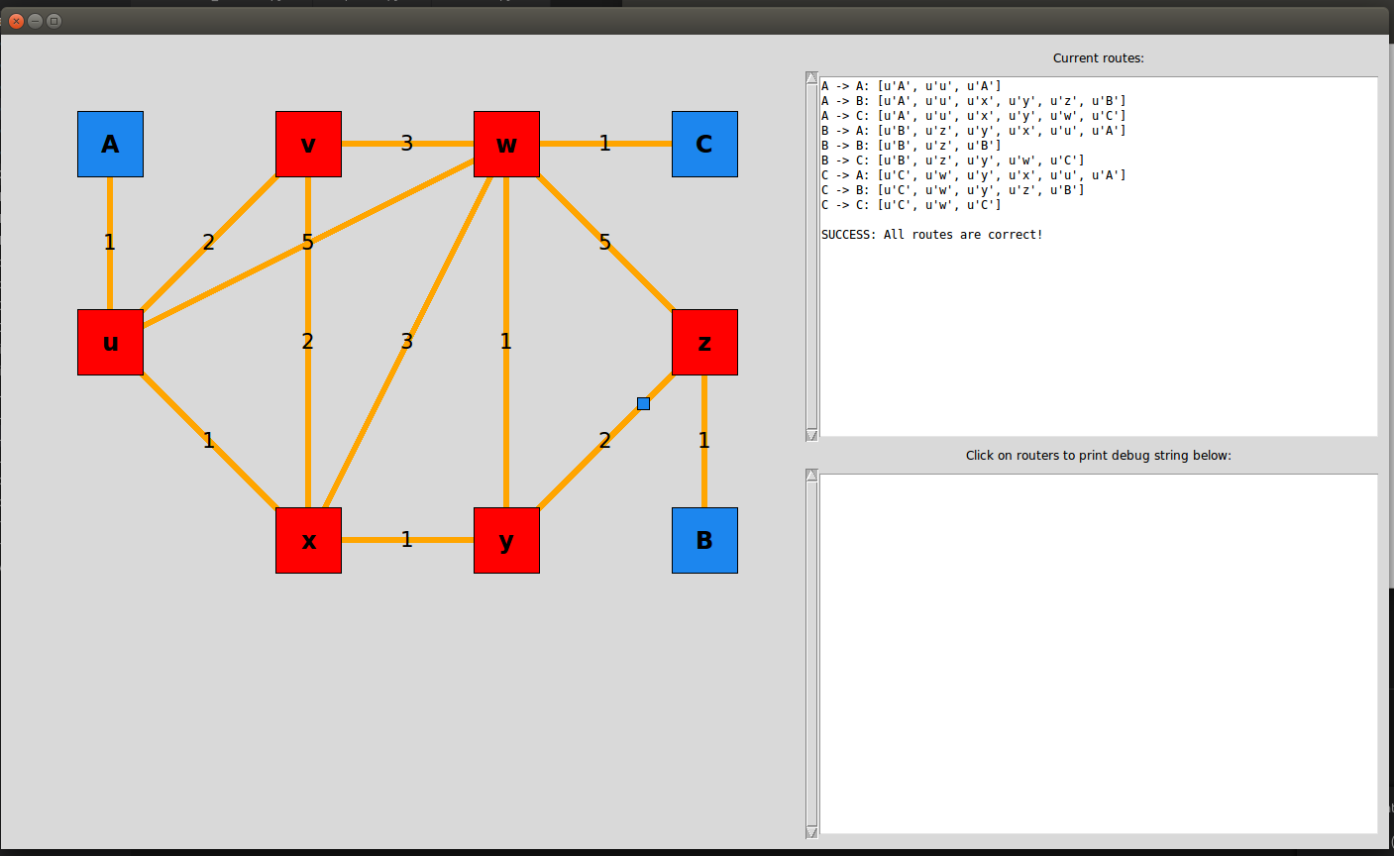 Current routes:
A -> A: [u'A', u'u', u'A']
A -> B: [u'A', u'u', u'x', u'y', u'z', u'B']
A -> C: [u'A', u'u', u'x', u'y', u'w', u'C']
B -> A: [u'B', u'z', u'y', u'x', u'u', u'A']
B -> B: [u'B', u'z', u'B']
B -> C: [u'B', u'z', u'y', u'w', u'C']
C -> A: [u'C', u'w', u'y', u'x', u'u', u'A']
C -> B: [u'C', u'w', u'y', u'z', u'B']
C -> C: [u'C', u'w', u'C']
SUCCESS: All routes are correct!
Click on routers to print debug string below:
A
v
3
w
1
C
1
2
5
5
u
2
3
1
z
1
2
1
x
1
y
B